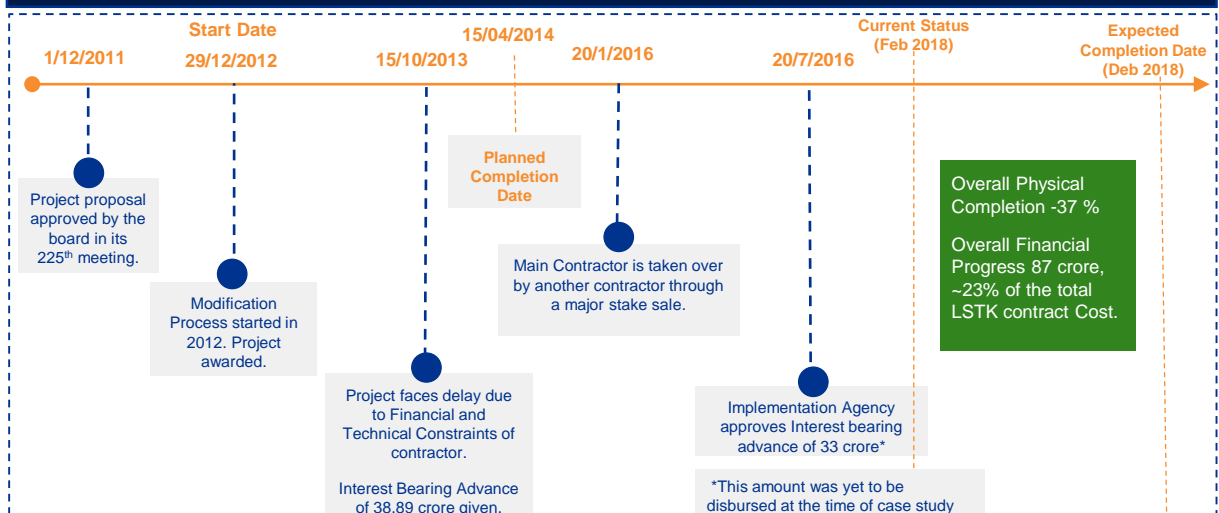 Start Date
15/04/2014
Current Status
(Feb 2018)
Expected
Completion Date
(Deb 2018)
1/12/2011
29/12/2012
15/10/2013
20/1/2016
20/7/2016
Planned
Completion
Date
Project proposal
approved by the
board in its
225th meeting.
Modification
Process started in
2012. Project
awarded.
Project faces delay due
to Financial and
Technical Constraints of
contractor.
Interest Bearing Advance
of 38.89 crore given.
Main Contractor is taken over
by another contractor through
a major stake sale.
Implementation Agency
approves Interest bearing
advance of 33 crore*
*This amount was yet to be
disbursed at the time of case study
Overall Physical
Completion -37 %
Overall Financial
Progress 87 crore,
~23% of the total
LSTK contract Cost.